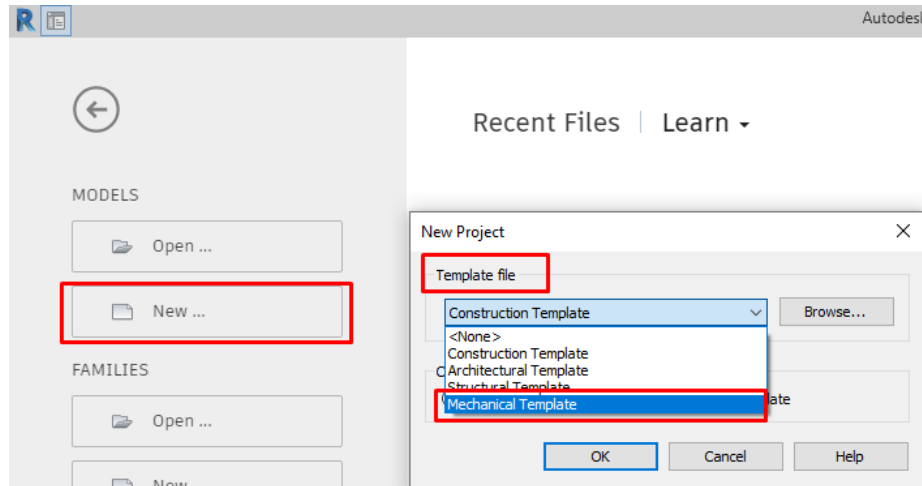 Autodesk
Recent Files | Learn
MODELS
Open ...
New ...
FAMILIES
Open ...
New
New Project
Template file
Construction Template
Browse...
<None>
Construction Template
Architectural Template
Structural Template
Mechanical Template
OK
Cancel
Help